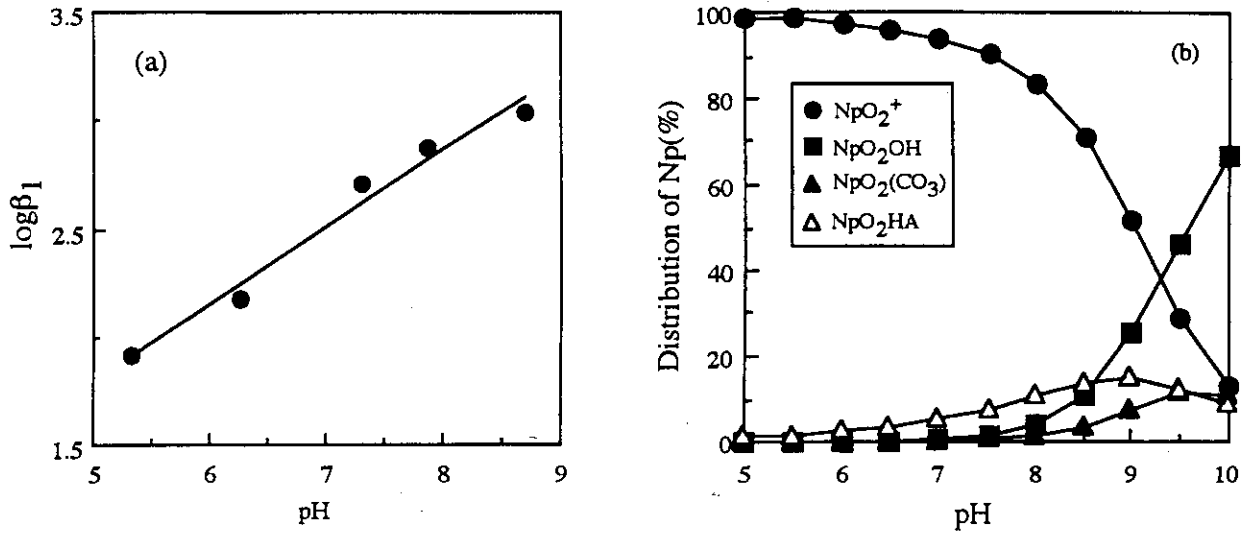 (a)
3.5
2.5
1.5
logβ1
5 6 7 8 9
pH
(b)
100
80
60
40
20
0
Distribution of Np(%)
NpO2+
NpO2OH
NpO2(CO3)
NpO2HA
5 6 7 8 9 10
pH